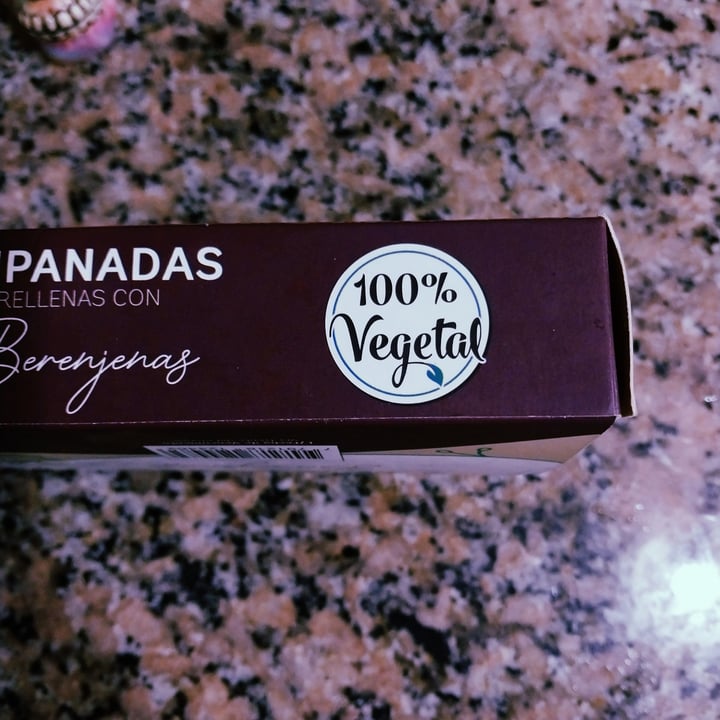 PANADAS
RELLENAS CON
Berenjenas
100%
Vegetal